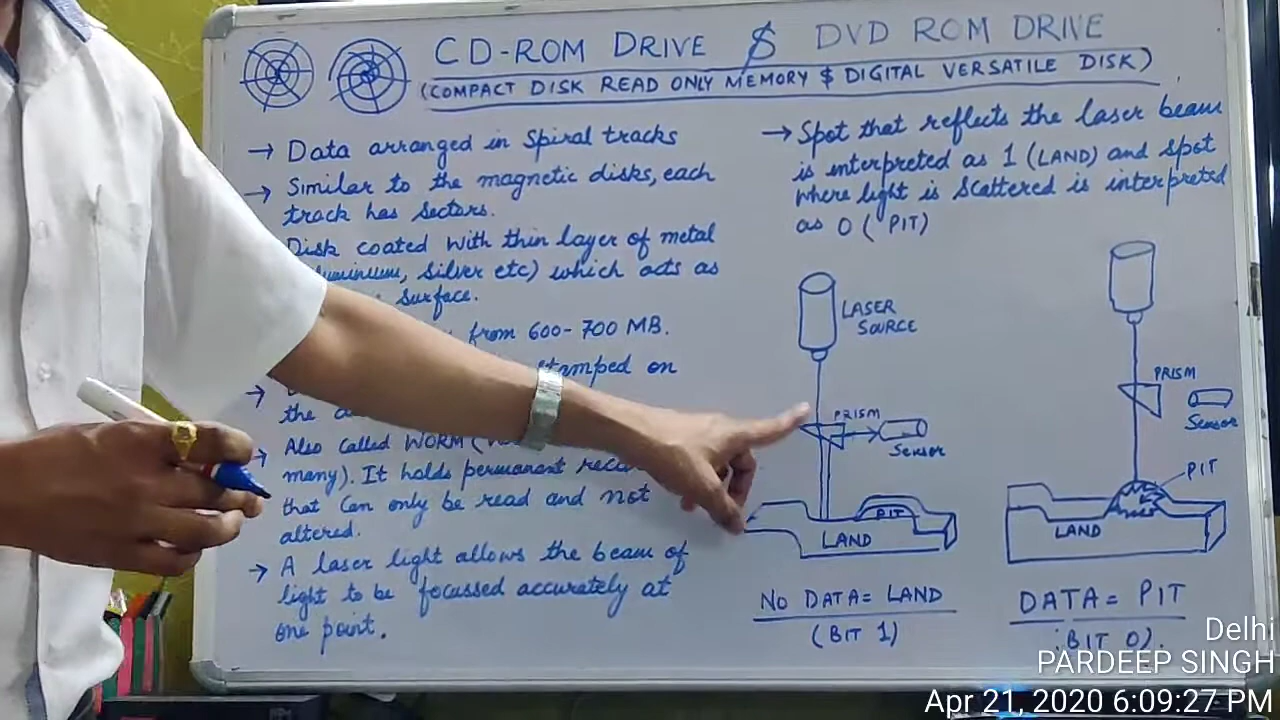 CD-ROM DRIVE $ DVD ROM DRIVE
(COMPACT DISK READ ONLY MEMORY $ DIGITAL VERSATILE DISK)
→ Data arranged in Spiral tracks
→ Similar to the magnetic disks, each
track has sectors.
Disk coated with thin layer of metal
silver etc) which acts as
surface.
from 600-700 MB.
stamped on
→
the
Also called WORM (
many). It holds permanant
that can only be read and not
altered.
→ A laser light allows the beam of
light to be focussed accurately at
one point.
→ Spot that reflects the laser beam
is interpreted as 1 (LAND) and spot
where light is scattered is interpreted
as 0 (PIT)
LASER
SOURCE
PRISM
Sensor
PIT
LAND
NO DATA = LAND
(BIT 1)
PRISM
Sensor
PIT
LAND
DATA = PIT
(BIT 0).
Delhi
PARDEEP SINGH
Apr 21, 2020 6:09:27 PM